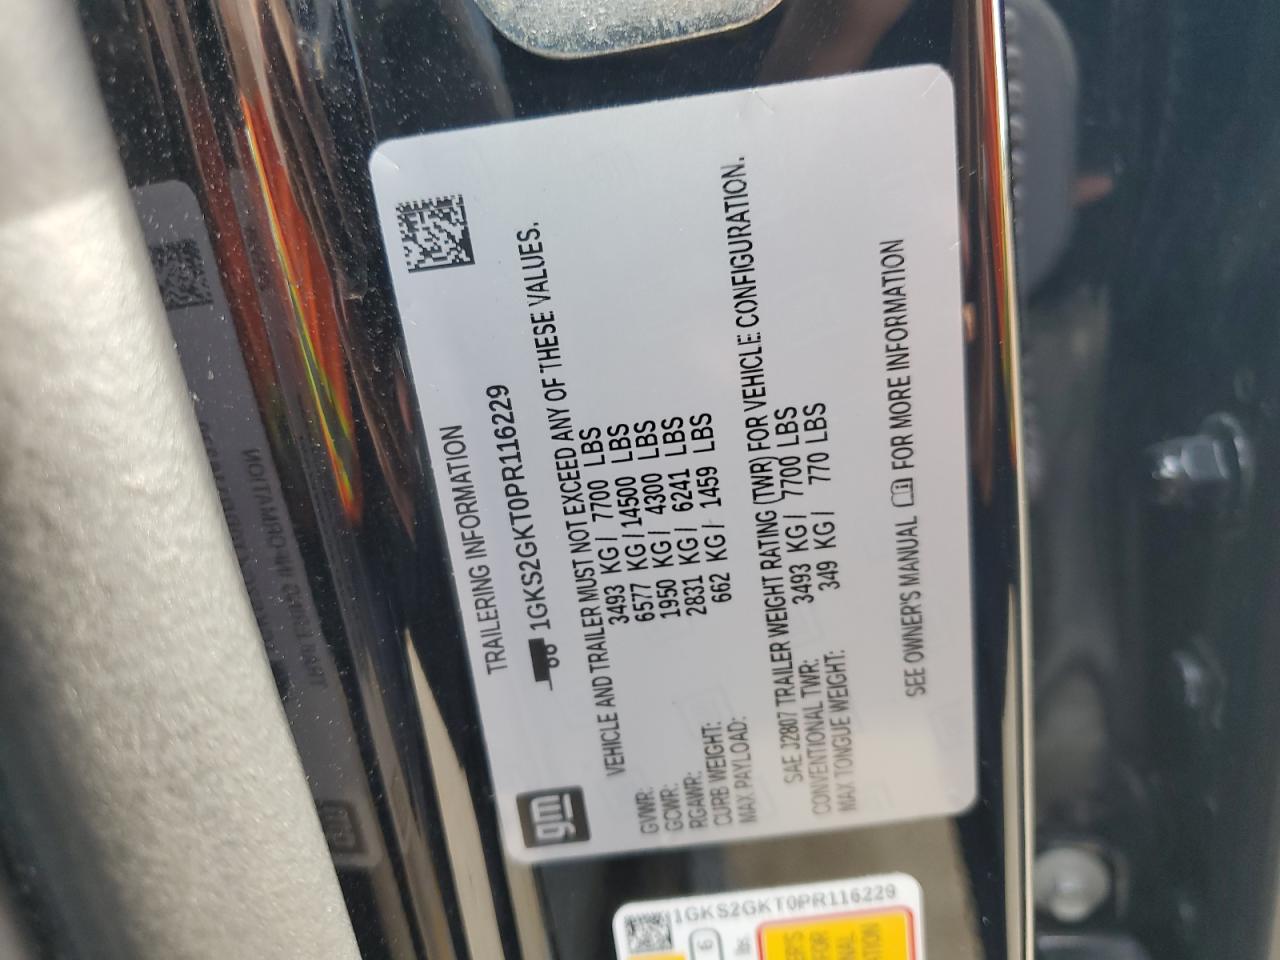 gm
TRAILERING INFORMATION
1GKS2GKT0PR116229
VEHICLE AND TRAILER MUST NOT EXCEED ANY OF THESE VALUES.
GVWR: 3493 KG / 7700 LBS
GCWR: 6577 KG / 14500 LBS
RGAWR: 1950 KG / 4300 LBS
CURB WEIGHT: 2831 KG / 6241 LBS
MAX PAYLOAD: 662 KG / 1459 LBS
SAE J2807 TRAILER WEIGHT RATING (TWR) FOR VEHICLE CONFIGURATION.
CONVENTIONAL TWR: 3493 KG / 7700 LBS
MAX TONGUE WEIGHT: 349 KG / 770 LBS
SEE OWNER'S MANUAL FOR MORE INFORMATION
1GKS2GKT0PR116229
6
lbs.